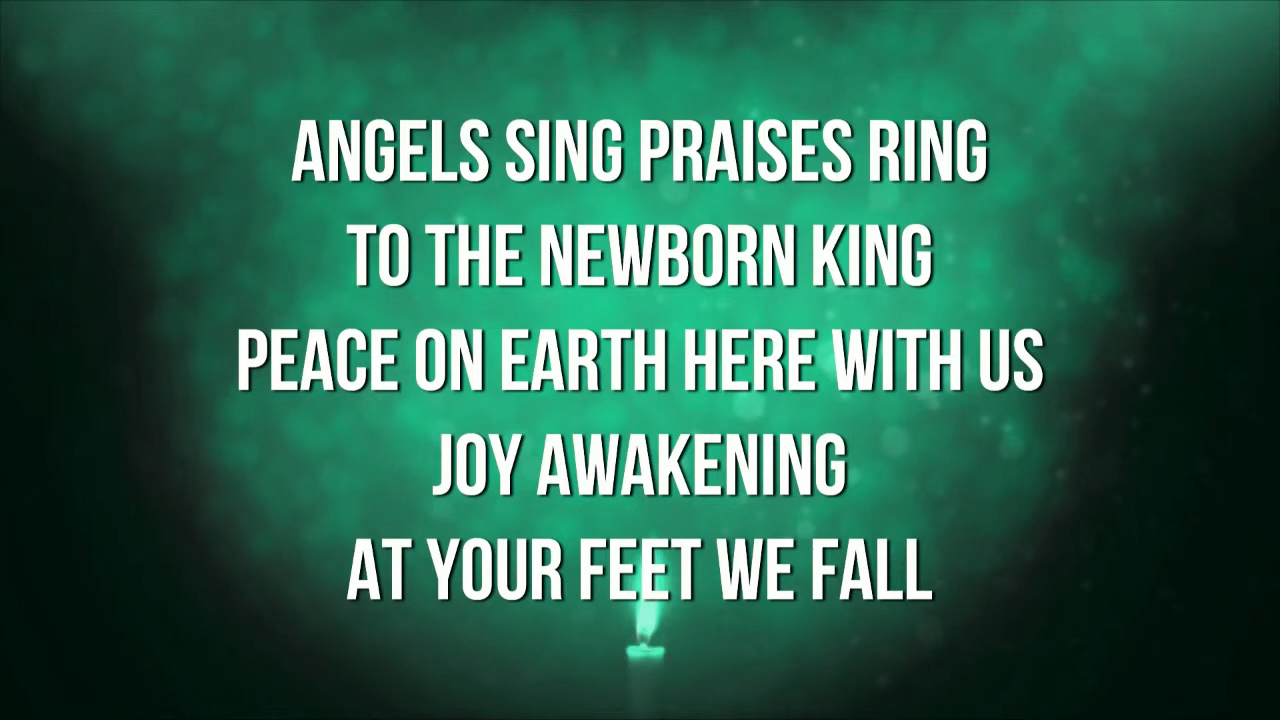 ANGELS SING PRAISES RING
TO THE NEWBORN KING
PEACE ON EARTH HERE WITH US
JOY AWAKENING
AT YOUR FEET WE FALL